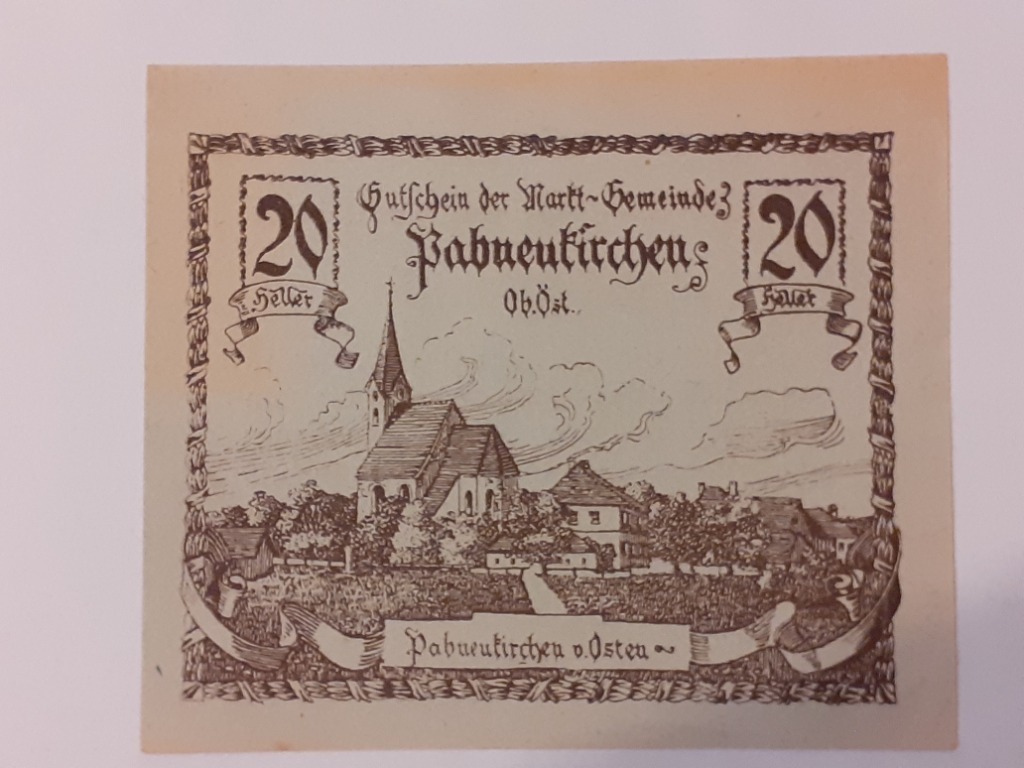 20
Heller
Gutschein der Markt-Gemeinde
Pabneukirchen
Ob.Öst.
20
Heller
Pabneukirchen v. Osten